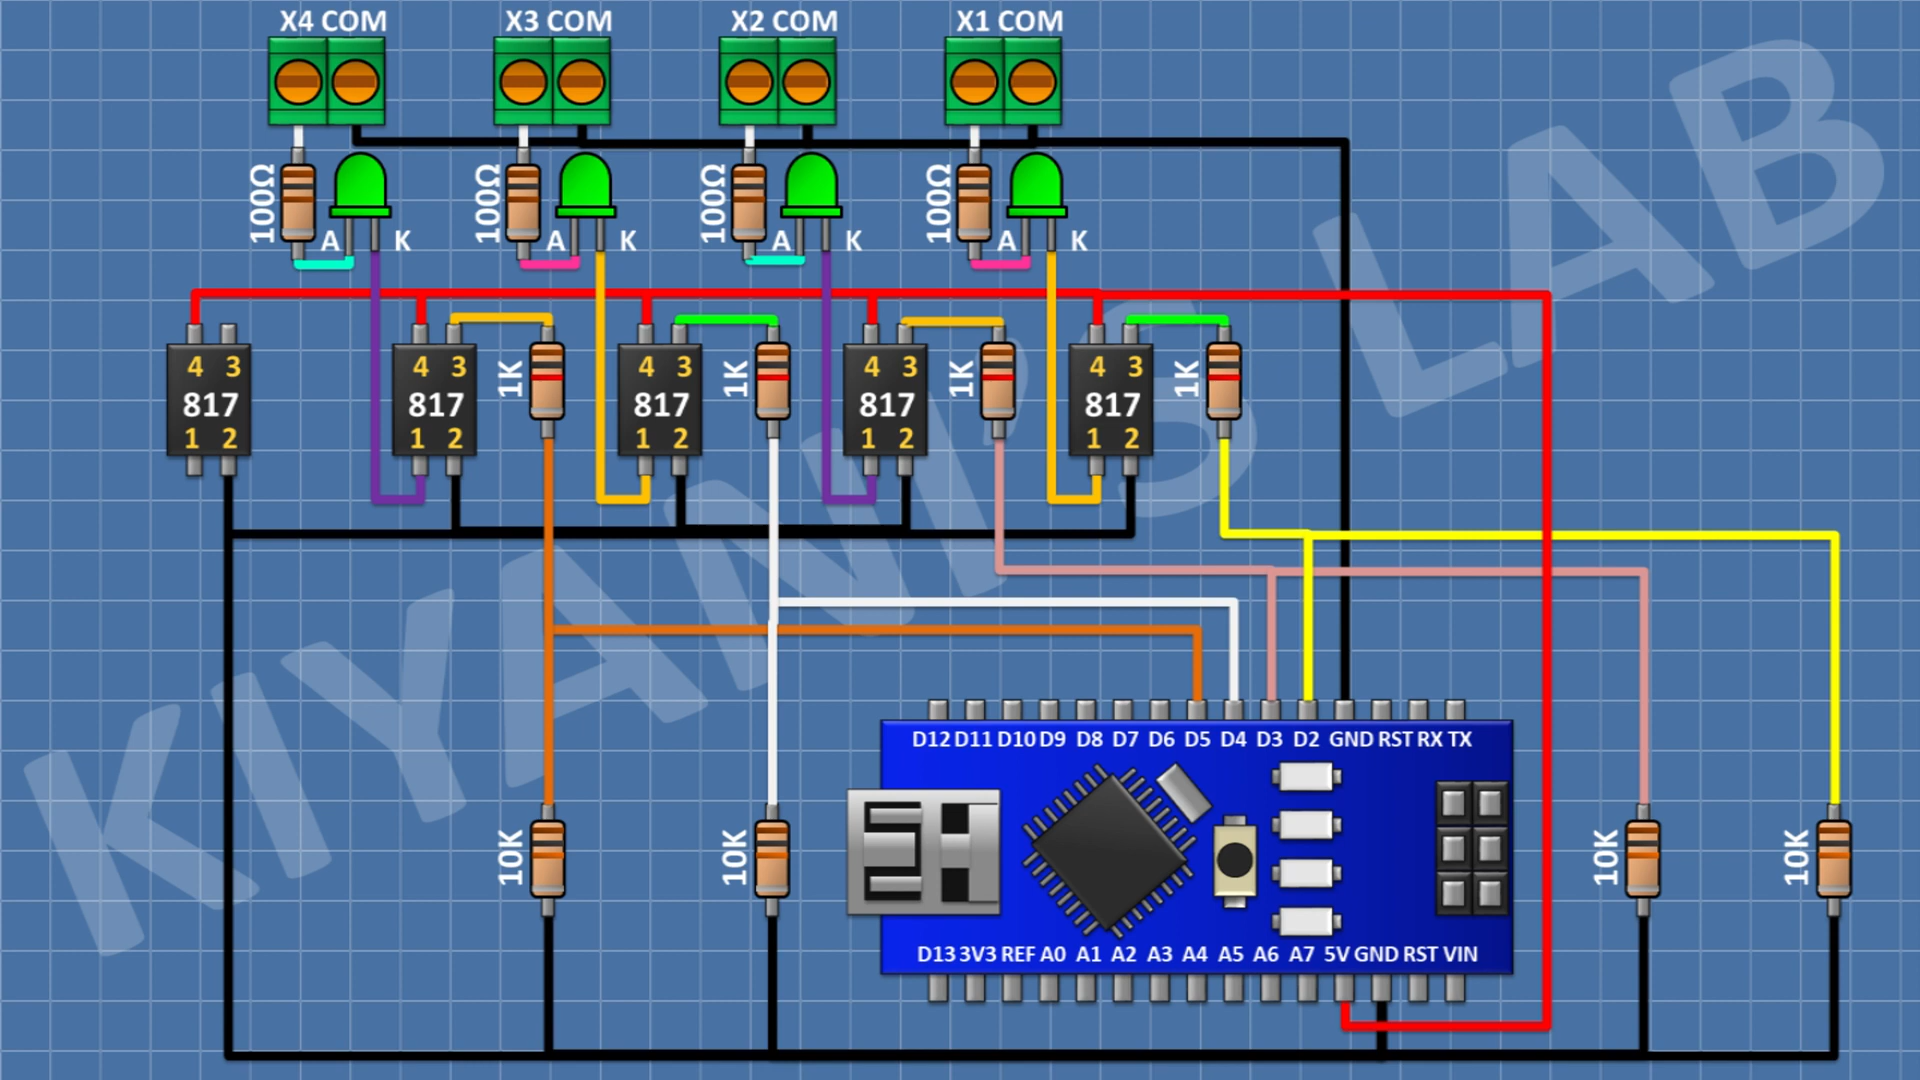 X4 COM X3 COM X2 COM X1 COM
100Ω 100Ω 100Ω 100Ω
A K A K A K A K
4 3 4 3 1K 4 3 1K 4 3 1K 4 3 1K
817 817 817 817 817
1 2 1 2 1 2 1 2 1 2
KIYANI'S LAB
D12 D11 D10 D9 D8 D7 D6 D5 D4 D3 D2 GND RST RX TX
10K 10K 10K 10K
D13 3V3 REF A0 A1 A2 A3 A4 A5 A6 A7 5V GND RST VIN